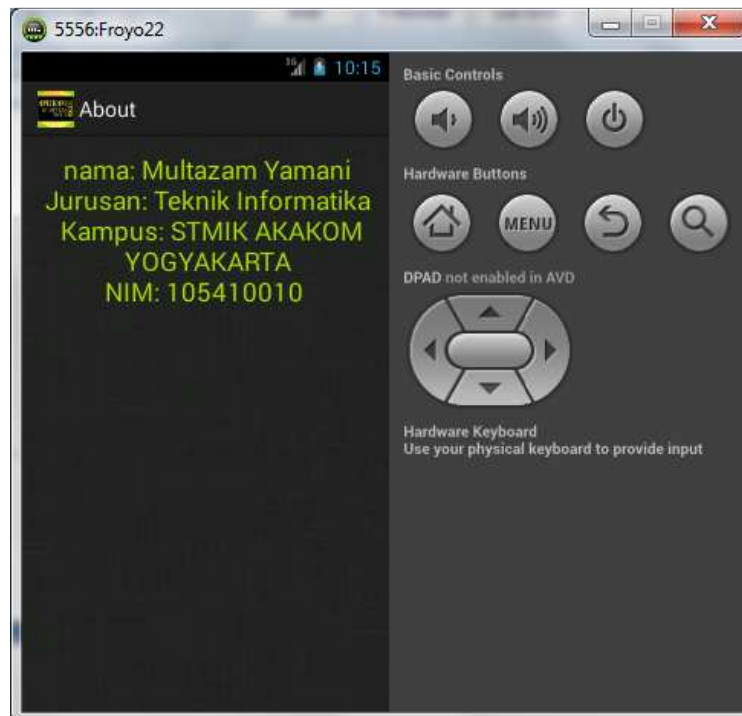 5556:Froyo22
3G 10:15
About
nama: Multazam Yamani
Jurusan: Teknik Informatika
Kampus: STMIK AKAKOM
YOGYAKARTA
NIM: 105410010
Basic Controls
Hardware Buttons
MENU
DPAD not enabled in AVD
Hardware Keyboard
Use your physical keyboard to provide input